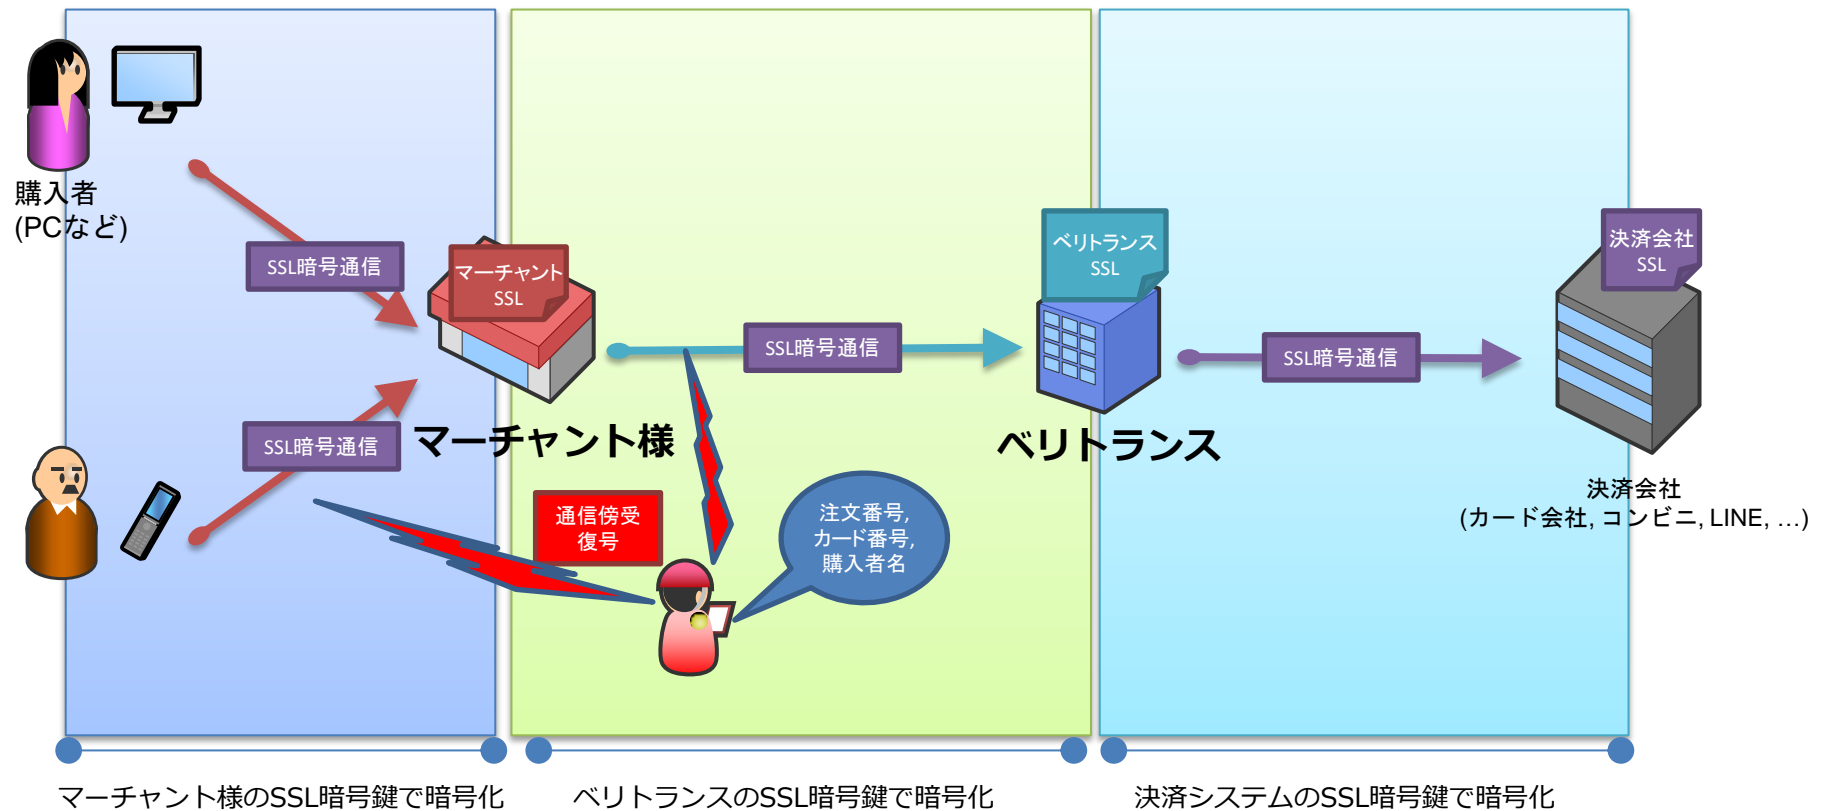 購入者
(PCなど)
SSL暗号通信
マーチャント
SSL
ベリトランス
SSL
決済会社
SSL
SSL暗号通信
SSL暗号通信
SSL暗号通信
マーチャント様
ベリトランス
決済会社
(カード会社, コンビニ, LINE, …)
通信傍受
復号
注文番号,
カード番号,
購入者名
マーチャント様のSSL暗号鍵で暗号化
ベリトランスのSSL暗号鍵で暗号化
決済システムのSSL暗号鍵で暗号化